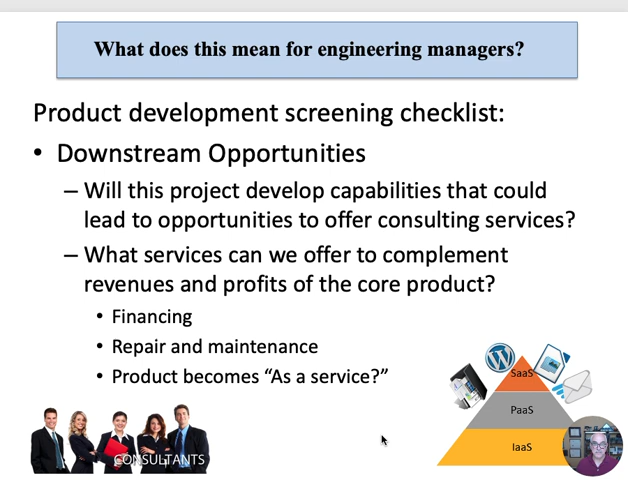 What does this mean for engineering managers?
Product development screening checklist:
• Downstream Opportunities
– Will this project develop capabilities that could
lead to opportunities to offer consulting services?
– What services can we offer to complement
revenues and profits of the core product?
• Financing
• Repair and maintenance
• Product becomes “As a service?”
SaaS
PaaS
IaaS
CONSULTANTS